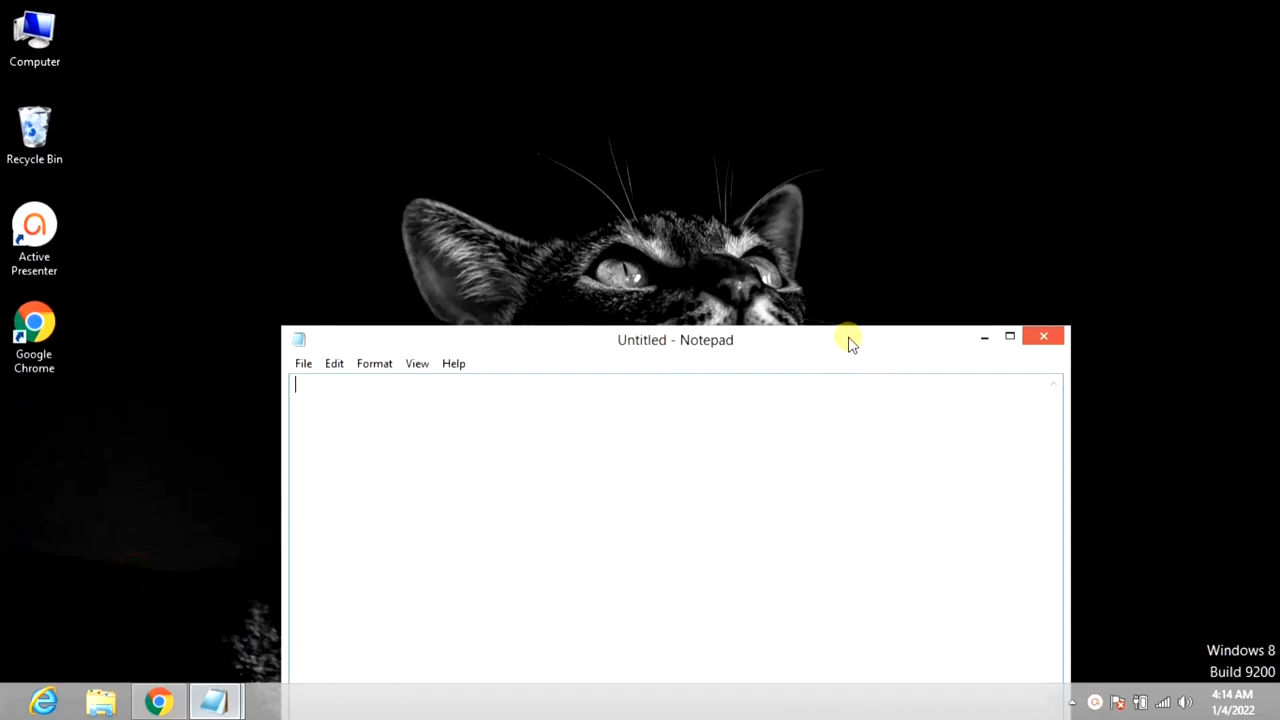 Computer
Recycle Bin
Active
Presenter
Google
Chrome
Untitled - Notepad
File Edit Format View Help
Windows 8
Build 9200
4:14 AM
1/4/2022